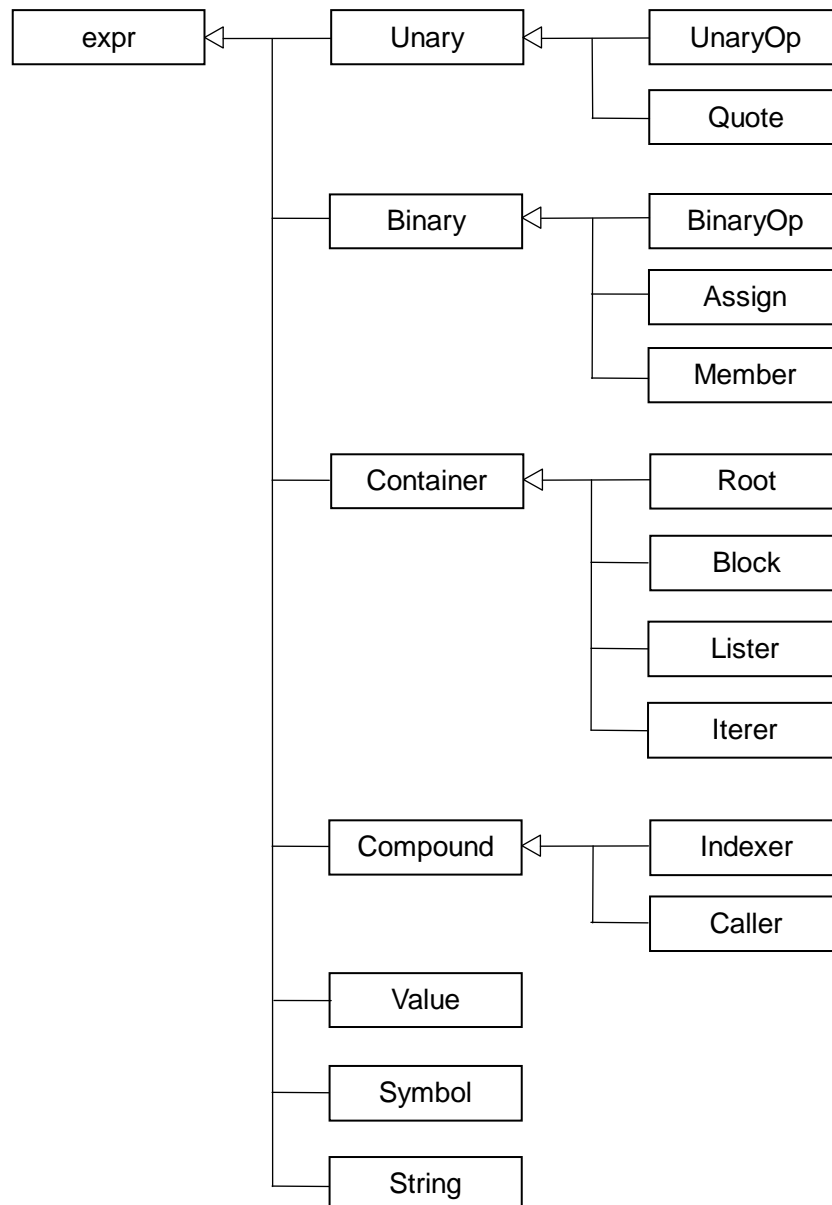 expr
Unary
UnaryOp
Quote
Binary
BinaryOp
Assign
Member
Container
Root
Block
Lister
Iterer
Compound
Indexer
Caller
Value
Symbol
String